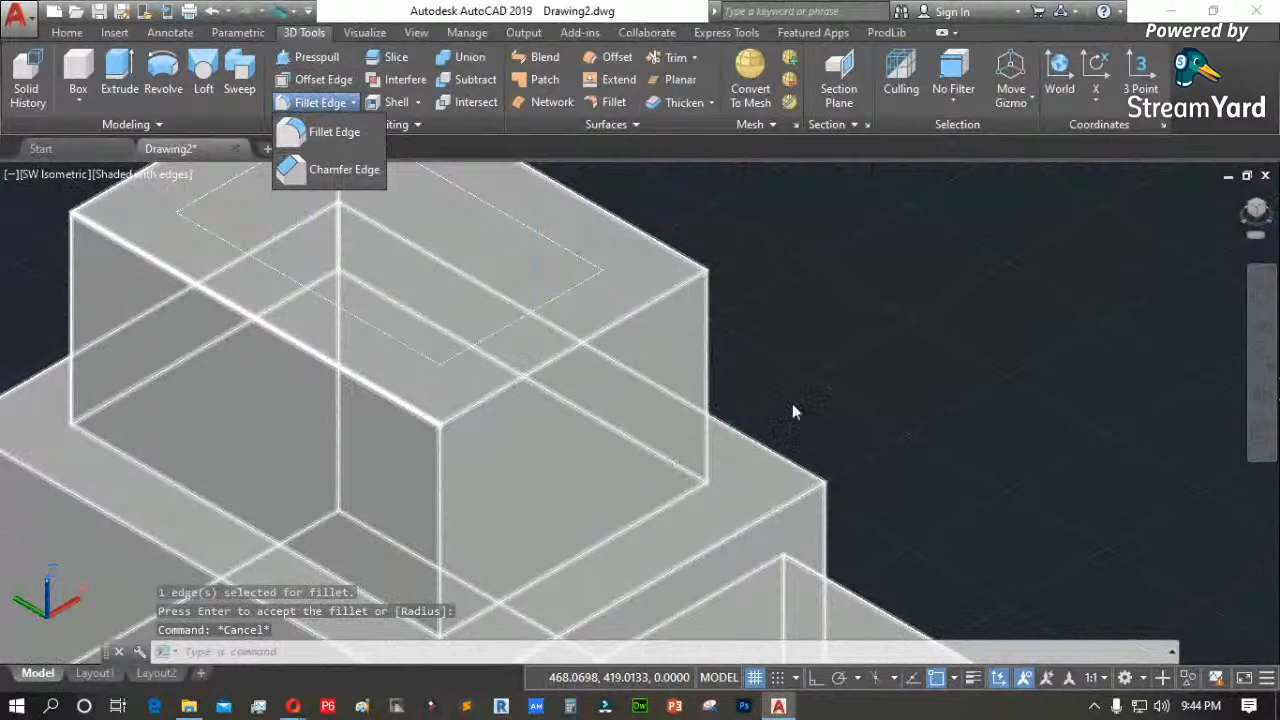 Autodesk AutoCAD 2019 Drawing2.dwg
Type a keyword or phrase
Sign In
Home Insert Annotate Parametric 3D Tools Visualize View Manage Output Add-ins Collaborate Express Tools Featured Apps ProdLib
Powered by
StreamYard
Solid History
Box Extrude Revolve Loft Sweep
Presspull Slice Union Blend Offset Trim
Offset Edge Interfere Subtract Patch Extend Planar
Fillet Edge Shell Intersect Network Fillet Thicken
Convert To Mesh
Section Plane
Culling No Filter Move Gizmo World X 3 Point
Modeling
iting
Surfaces
Mesh
Section
Selection
Coordinates
Fillet Edge
Chamfer Edge
Start Drawing2*
[−][SW Isometric][Shaded with edges]
1 edge(s) selected for fillet.
Press Enter to accept the fillet or [Radius]:
Command: *Cancel*
Type a command
Model Layout1 Layout2
468.0698, 419.0133, 0.0000 MODEL 1:1
9:44 PM